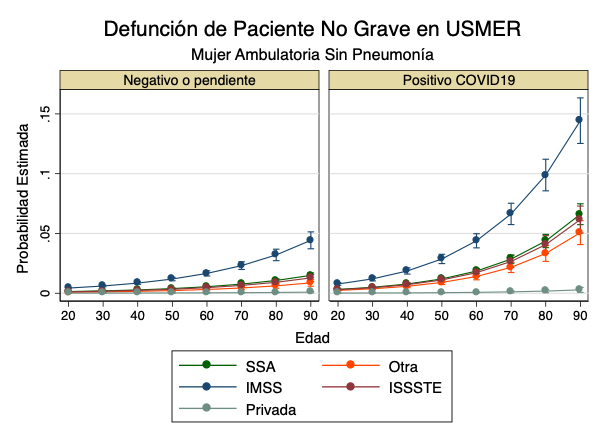 Defunción de Paciente No Grave en USMER
Mujer Ambulatoria Sin Pneumonía
Negativo o pendiente
Positivo COVID19
Probabilidad Estimada
.15
.1
.05
0
20 30 40 50 60 70 80 90
20 30 40 50 60 70 80 90
Edad
SSA
Otra
IMSS
ISSSTE
Privada